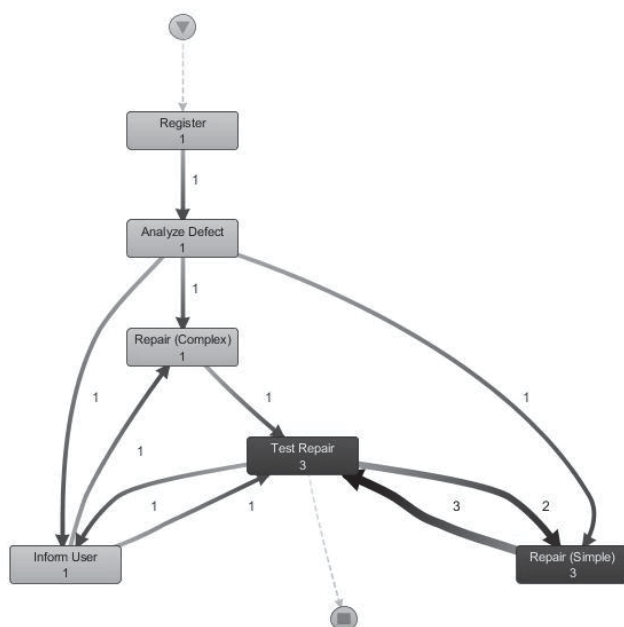 Register
1
1
Analyze Defect
1
1
Repair (Complex)
1
1
1
1
1
Test Repair
3
3
2
1
1
Inform User
1
Repair (Simple)
3